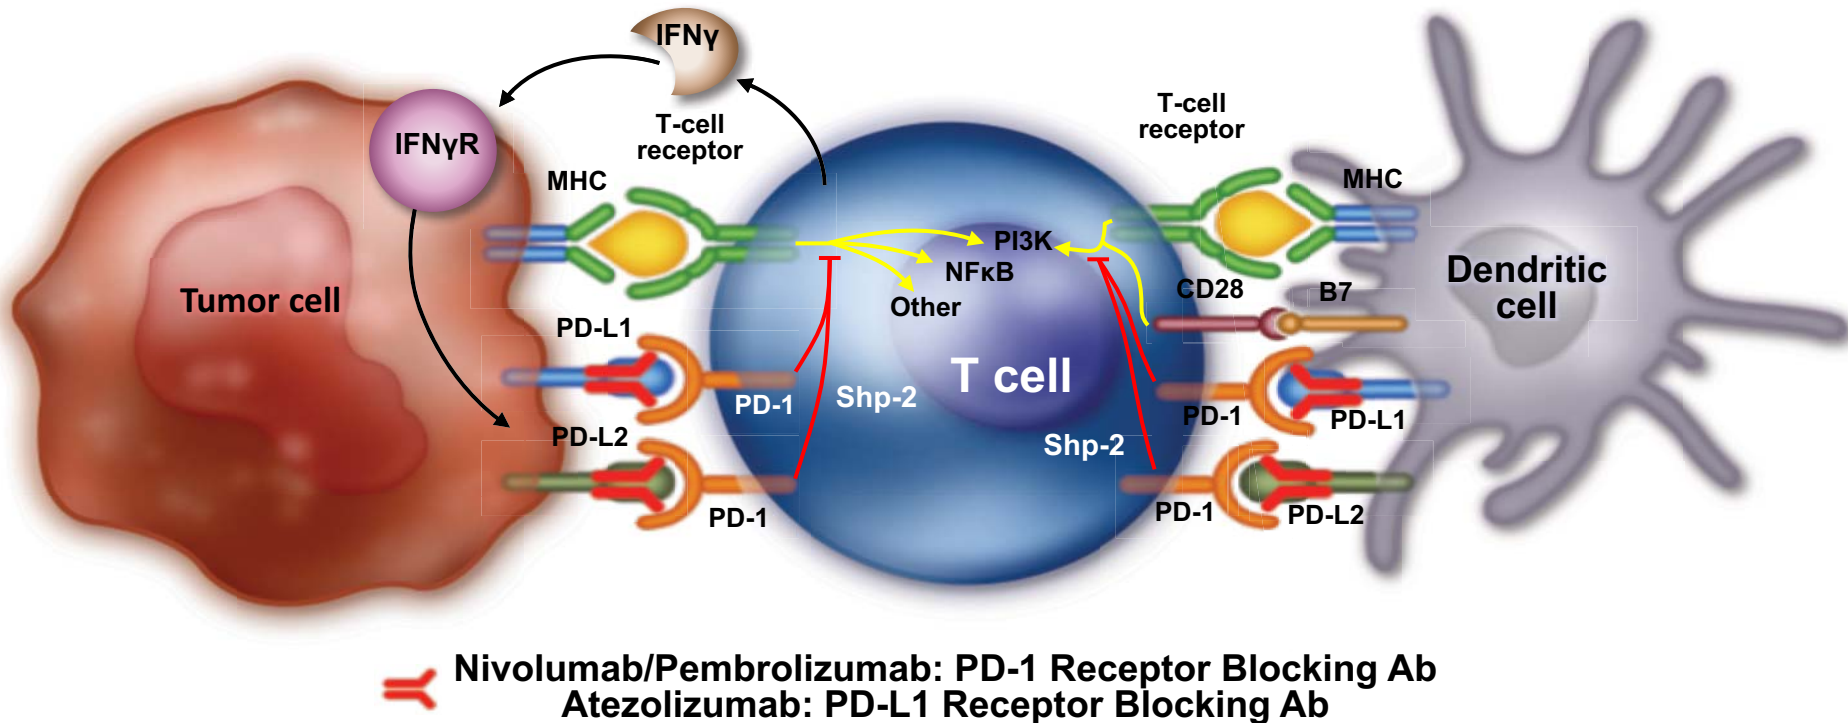 IFNγ
IFNγR
T-cell
receptor
MHC
Tumor cell
PD-L1
PD-1
PD-L2
PD-1
Shp-2
PI3K
NFκB
Other
T cell
Shp-2
T-cell
receptor
MHC
CD28
B7
Dendritic
cell
PD-1
PD-L1
PD-1
PD-L2
Nivolumab/Pembrolizumab: PD-1 Receptor Blocking Ab
Atezolizumab: PD-L1 Receptor Blocking Ab